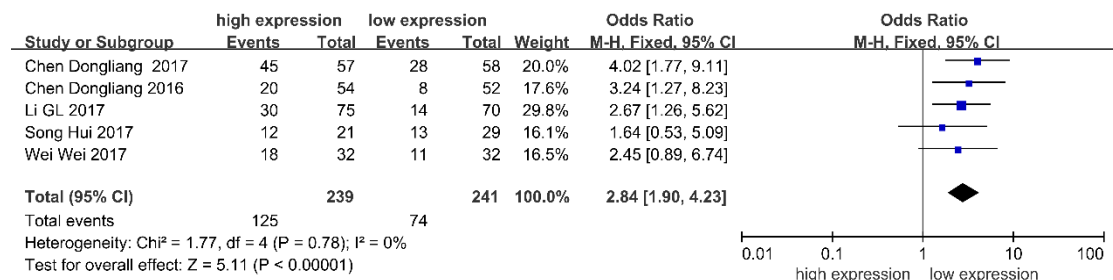 high expression low expression Odds Ratio Odds Ratio
Study or Subgroup Events Total Events Total Weight M-H, Fixed, 95% CI M-H, Fixed, 95% CI
Chen Dongliang 2017 45 57 28 58 20.0% 4.02 [1.77, 9.11]
Chen Dongliang 2016 20 54 8 52 17.6% 3.24 [1.27, 8.23]
Li GL 2017 30 75 14 70 29.8% 2.67 [1.26, 5.62]
Song Hui 2017 12 21 13 29 16.1% 1.64 [0.53, 5.09]
Wei Wei 2017 18 32 11 32 16.5% 2.45 [0.89, 6.74]
Total (95% CI) 239 241 100.0% 2.84 [1.90, 4.23]
Total events 125 74
Heterogeneity: Chi² = 1.77, df = 4 (P = 0.78); I² = 0%
Test for overall effect: Z = 5.11 (P < 0.00001)
0.01 0.1 1 10 100
high expression low expression